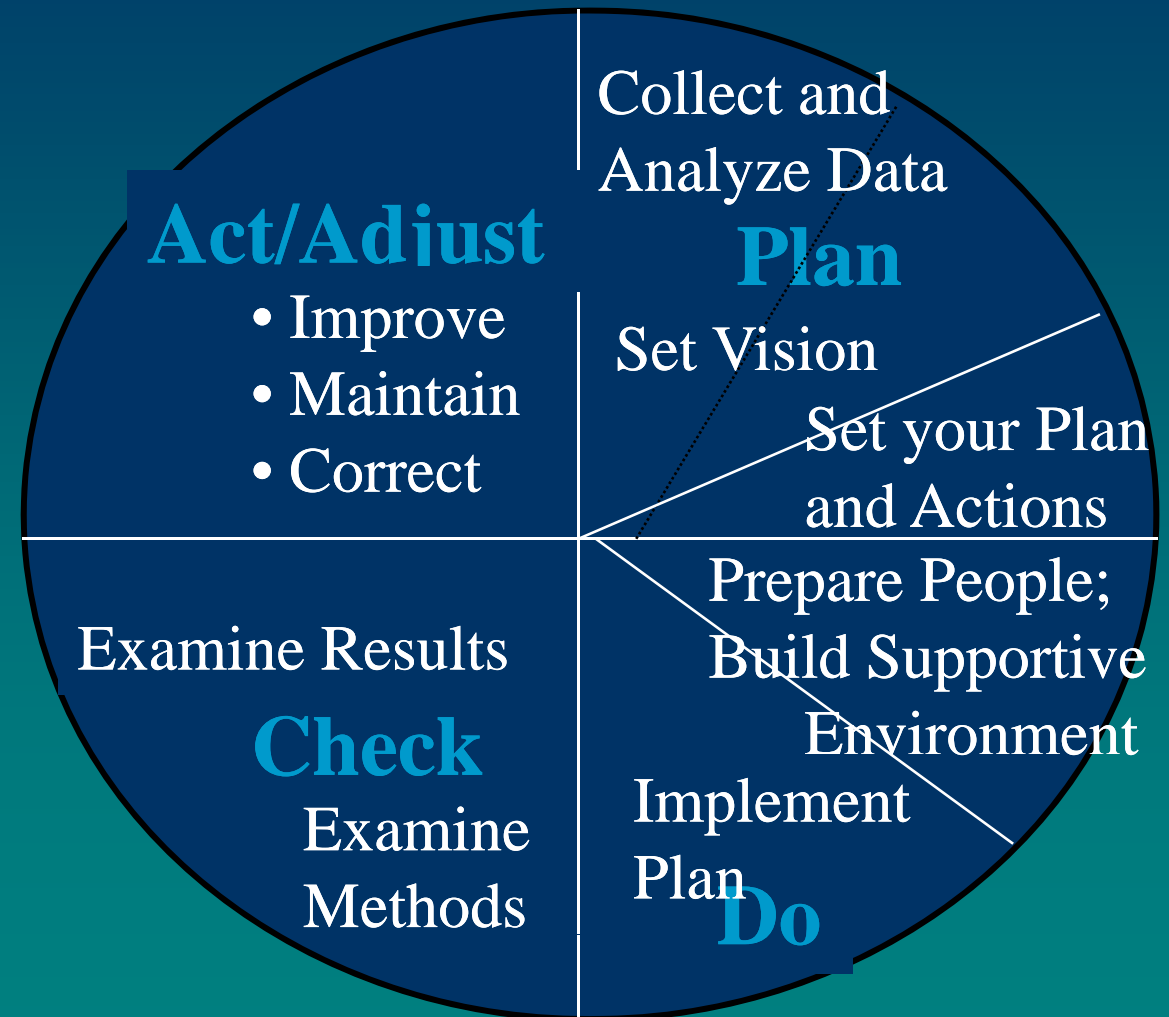 Collect and
Analyze Data
Plan
Set Vision
Set your Plan
and Actions
Prepare People;
Build Supportive
Environment
Implement
Plan
Do
Examine Results
Check
Examine
Methods
Act/Adjust
• Improve
• Maintain
• Correct